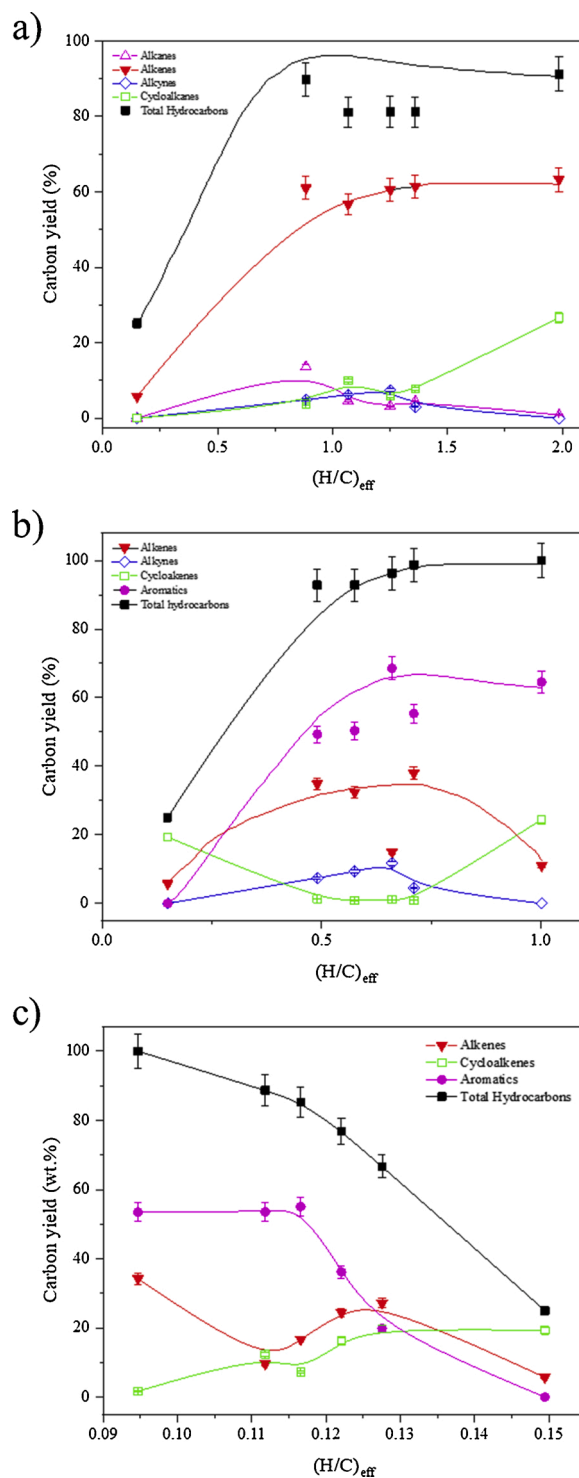 a)
100
80
60
40
20
0
Carbon yield (%)
Alkanes
Alkenes
Alkynes
Cycloalkanes
Total Hydrocarbons
0.0 0.5 1.0 1.5 2.0
(H/C)eff
b)
100
80
60
40
20
0
Carbon yield (%)
Alkenes
Alkynes
Cycloakenes
Aromatics
Total hydrocarbons
0.0 0.5 1.0
(H/C)eff
c)
100
80
60
40
20
0
Carbon yield (wt.%)
Alkenes
Cycloalkenes
Aromatics
Total Hydrocarbons
0.09 0.10 0.11 0.12 0.13 0.14 0.15
(H/C)eff